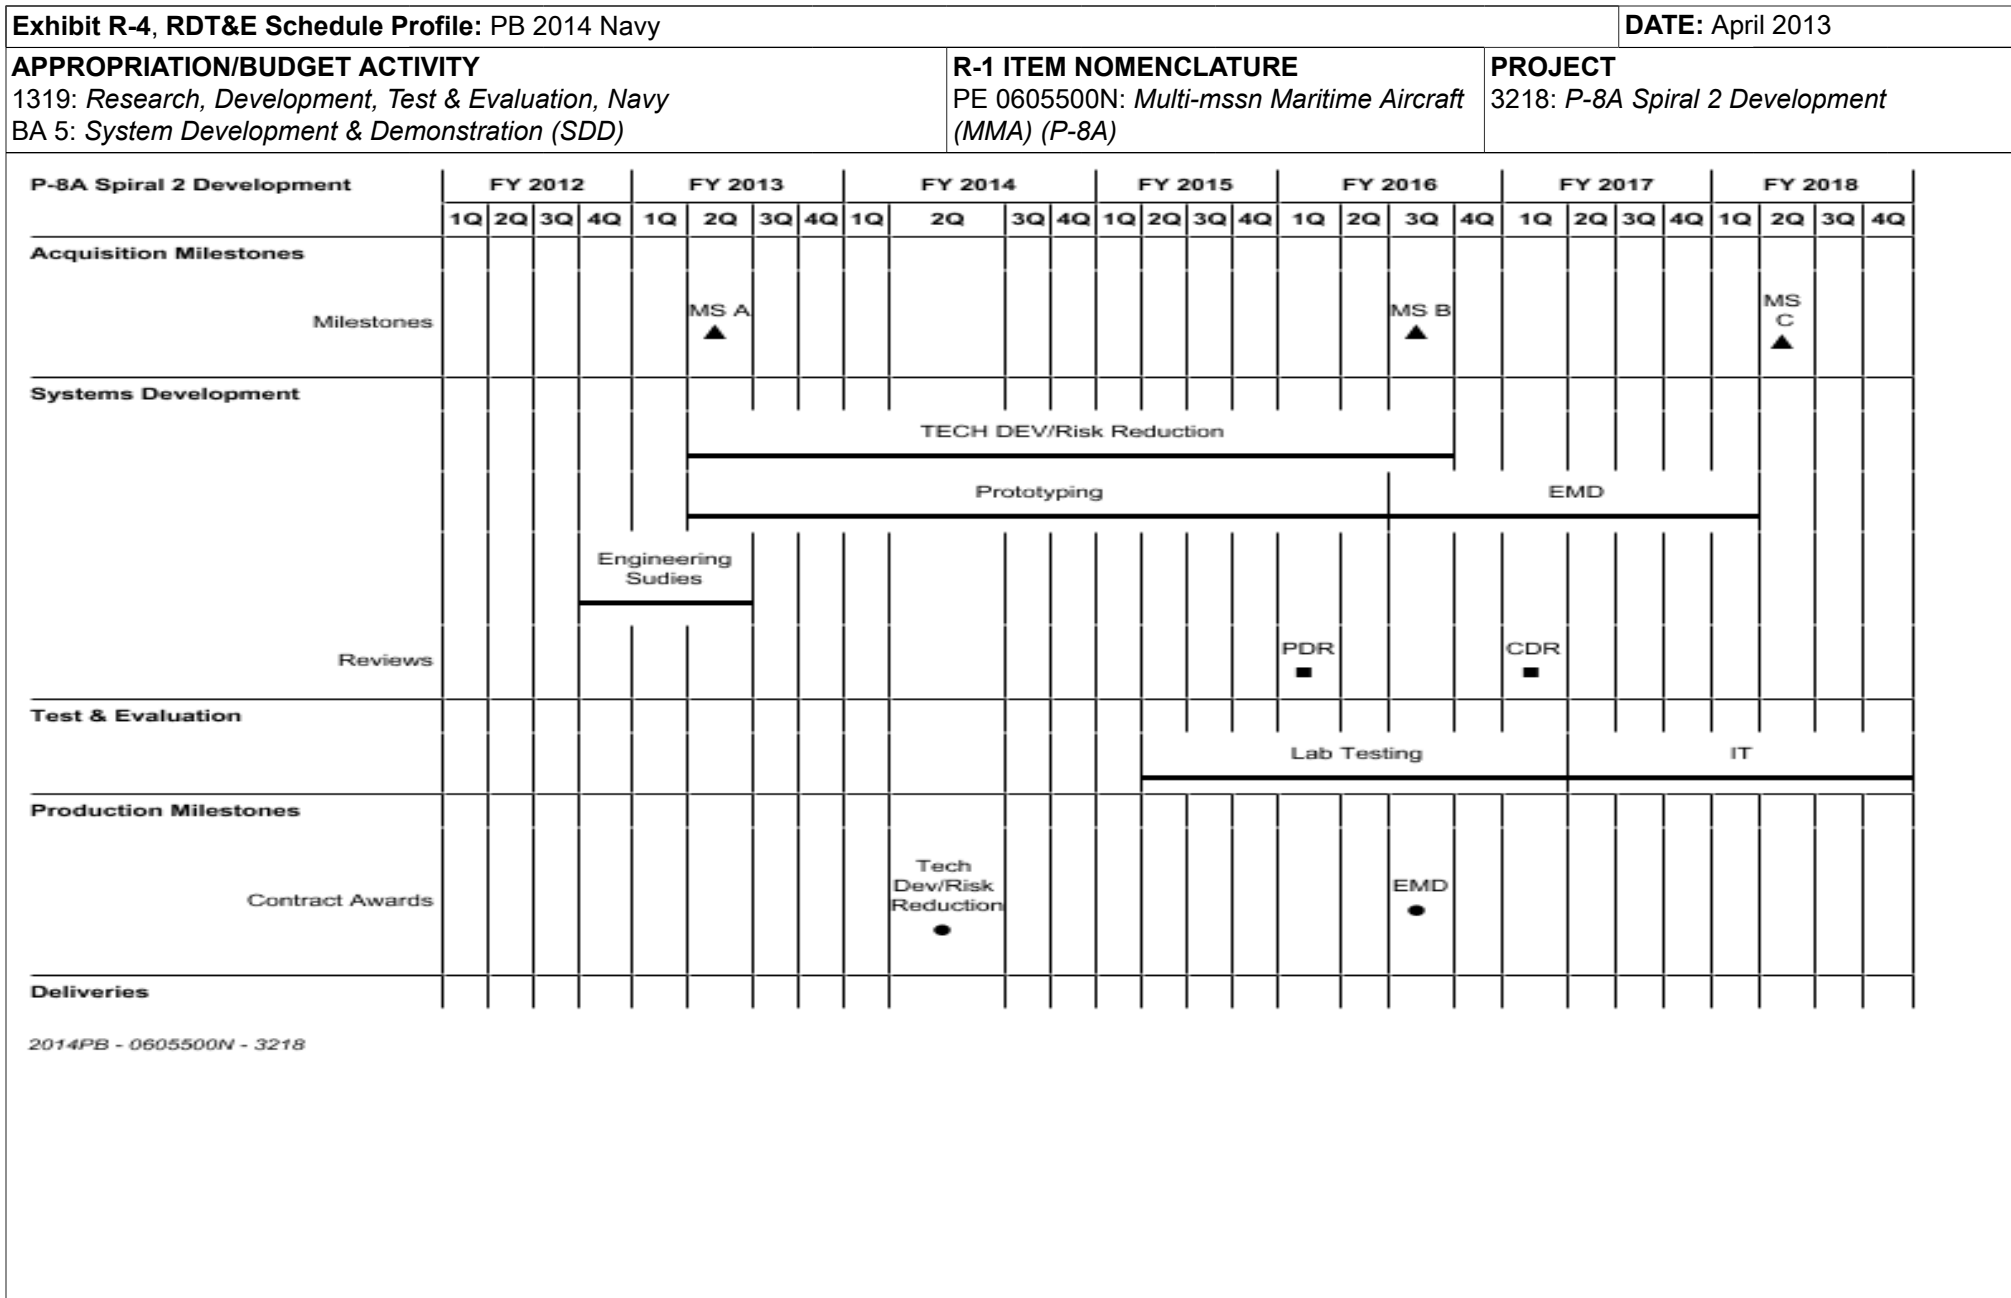 Exhibit R-4, RDT&E Schedule Profile: PB 2014 Navy
DATE: April 2013
APPROPRIATION/BUDGET ACTIVITY
1319: Research, Development, Test & Evaluation, Navy
BA 5: System Development & Demonstration (SDD)
R-1 ITEM NOMENCLATURE
PE 0605500N: Multi-mssn Maritime Aircraft
(MMA) (P-8A)
PROJECT
3218: P-8A Spiral 2 Development
P-8A Spiral 2 Development FY 2012 FY 2013 FY 2014 FY 2015 FY 2016 FY 2017 FY 2018
1Q 2Q 3Q 4Q 1Q 2Q 3Q 4Q 1Q 2Q 3Q 4Q 1Q 2Q 3Q 4Q 1Q 2Q 3Q 4Q 1Q 2Q 3Q 4Q 1Q 2Q 3Q 4Q
Acquisition Milestones
Milestones
MS A
MS B
MS
C
Systems Development
TECH DEV/Risk Reduction
Prototyping
EMD
Engineering
Sudies
Reviews
PDR
CDR
Test & Evaluation
Lab Testing
IT
Production Milestones
Contract Awards
Tech
Dev/Risk
Reduction
EMD
Deliveries
2014PB - 0605500N - 3218